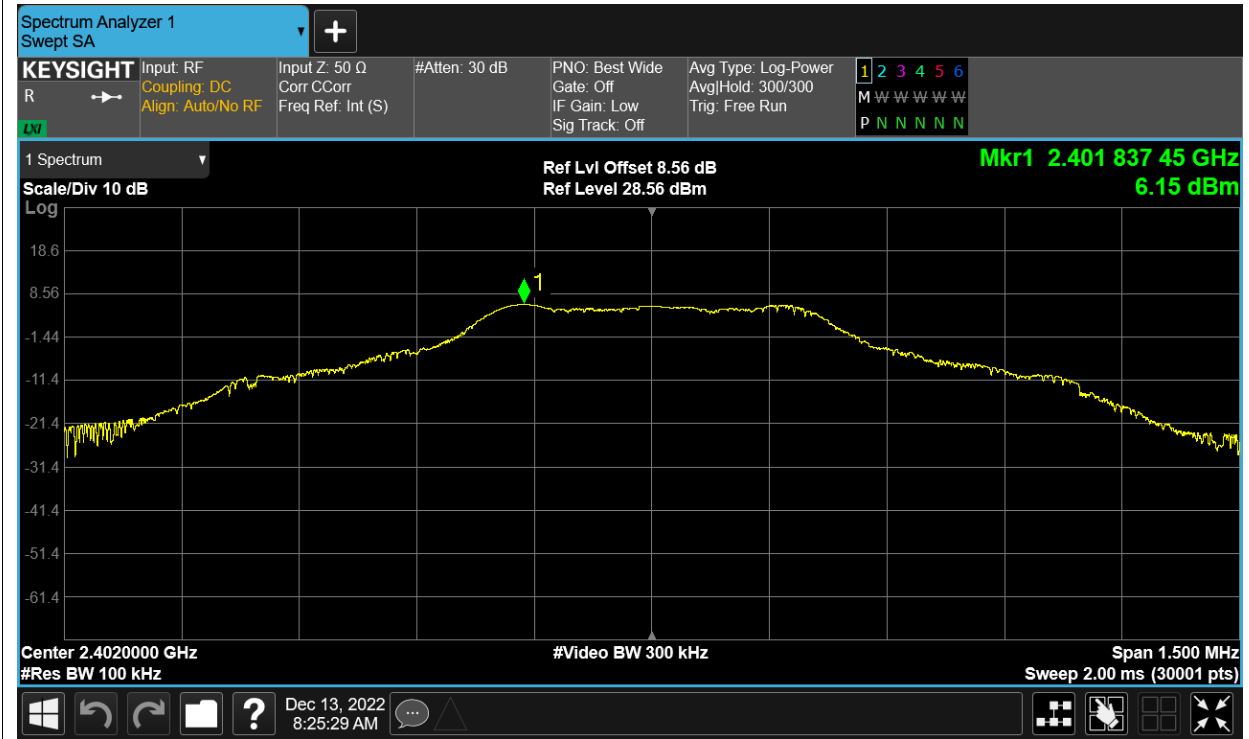 Spectrum Analyzer 1
Swept SA
+
KEYSIGHT
R
LXI
Input: RF
Coupling: DC
Align: Auto/No RF
Input Z: 50 Ω
Corr CCorr
Freq Ref: Int (S)
#Atten: 30 dB
PNO: Best Wide
Gate: Off
IF Gain: Low
Sig Track: Off
Avg Type: Log-Power
Avg|Hold: 300/300
Trig: Free Run
1 2 3 4 5 6
M W W W W W
P N N N N N
1 Spectrum
Scale/Div 10 dB
Ref Lvl Offset 8.56 dB
Ref Level 28.56 dBm
Mkr1 2.401 837 45 GHz
6.15 dBm
Log
18.6
8.56
-1.44
-11.4
-21.4
-31.4
-41.4
-51.4
-61.4
1
Center 2.4020000 GHz
#Res BW 100 kHz
#Video BW 300 kHz
Span 1.500 MHz
Sweep 2.00 ms (30001 pts)
?
Dec 13, 2022
8:25:29 AM